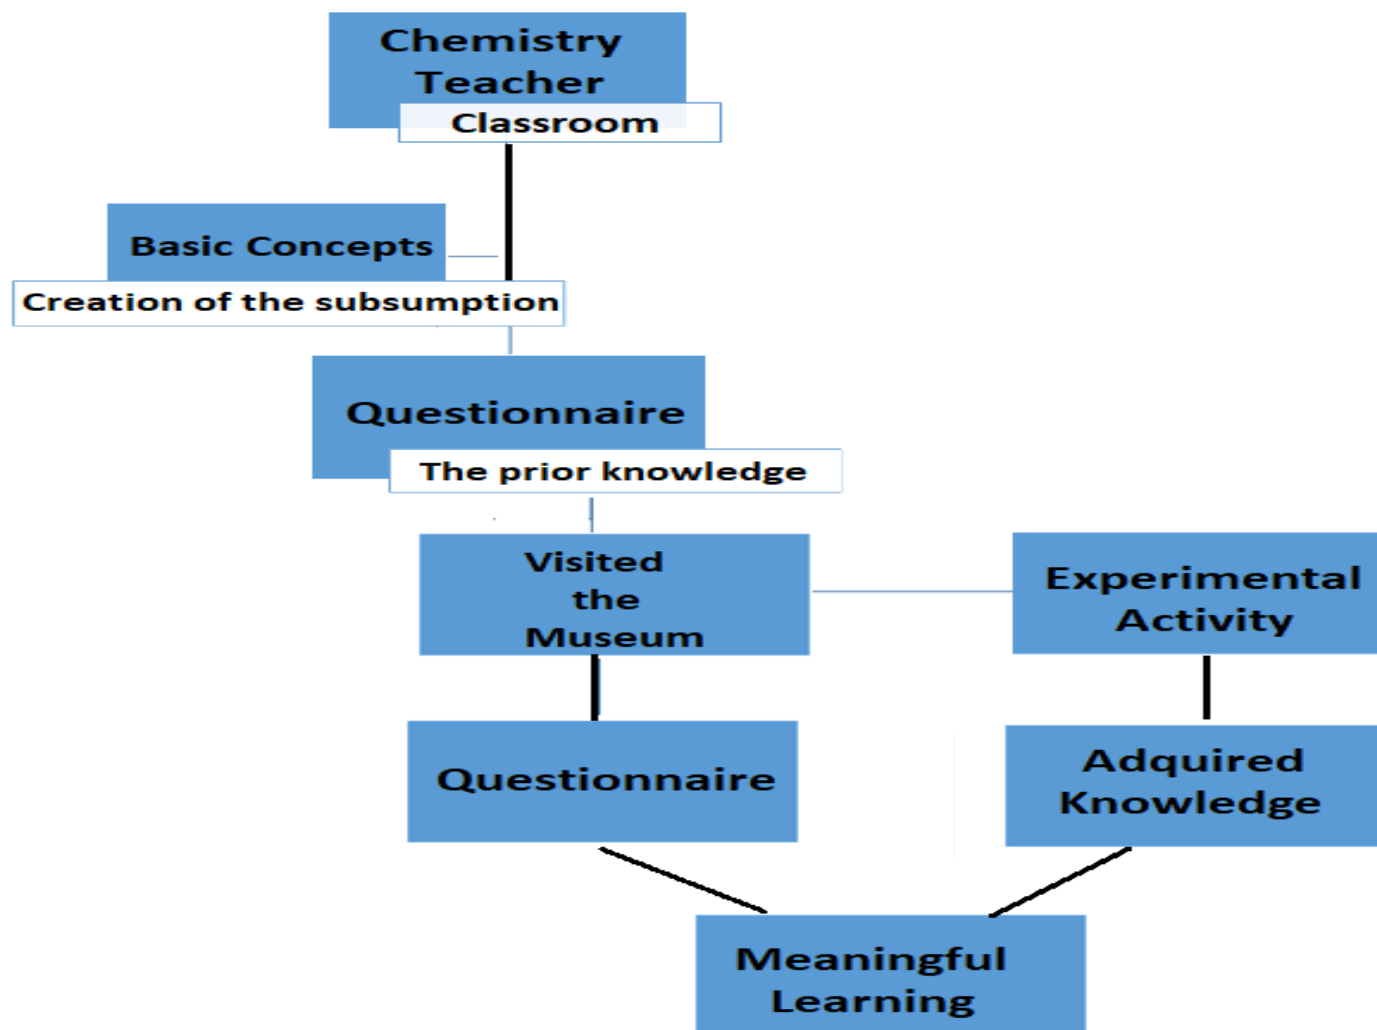 Chemistry
Teacher
Classroom
Basic Concepts
Creation of the subsumption
Questionnaire
The prior knowledge
Visited
the
Museum
Experimental
Activity
Questionnaire
Adquired
Knowledge
Meaningful
Learning